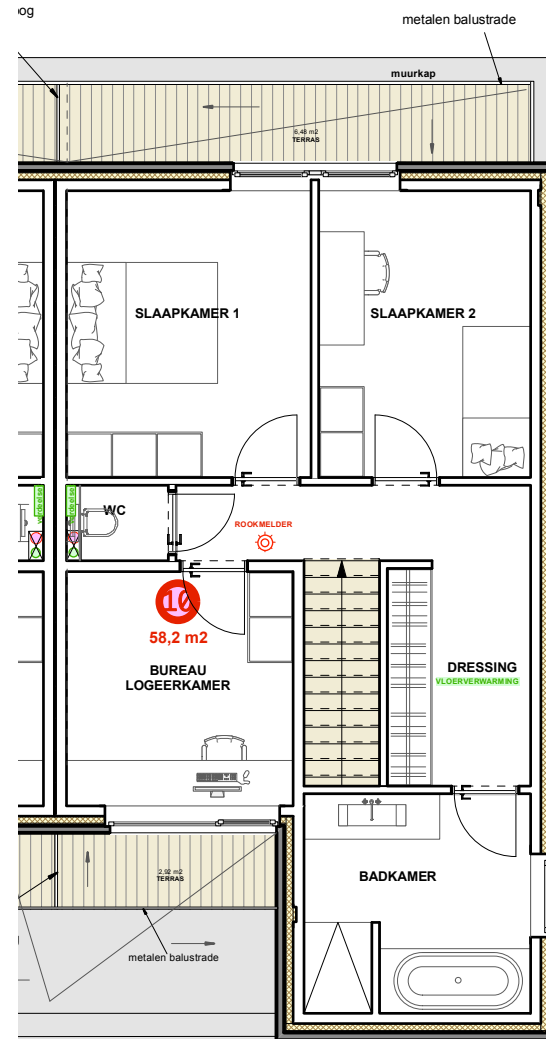 oog
metalen balustrade
muurkap
6,48 m2
TERRAS
SLAAPKAMER 1
SLAAPKAMER 2
WC
ROOKMELDER
10
58,2 m2
BUREAU
LOGEERKAMER
DRESSING
VLOERVERWARMING
BADKAMER
2,92 m2
TERRAS
metalen balustrade